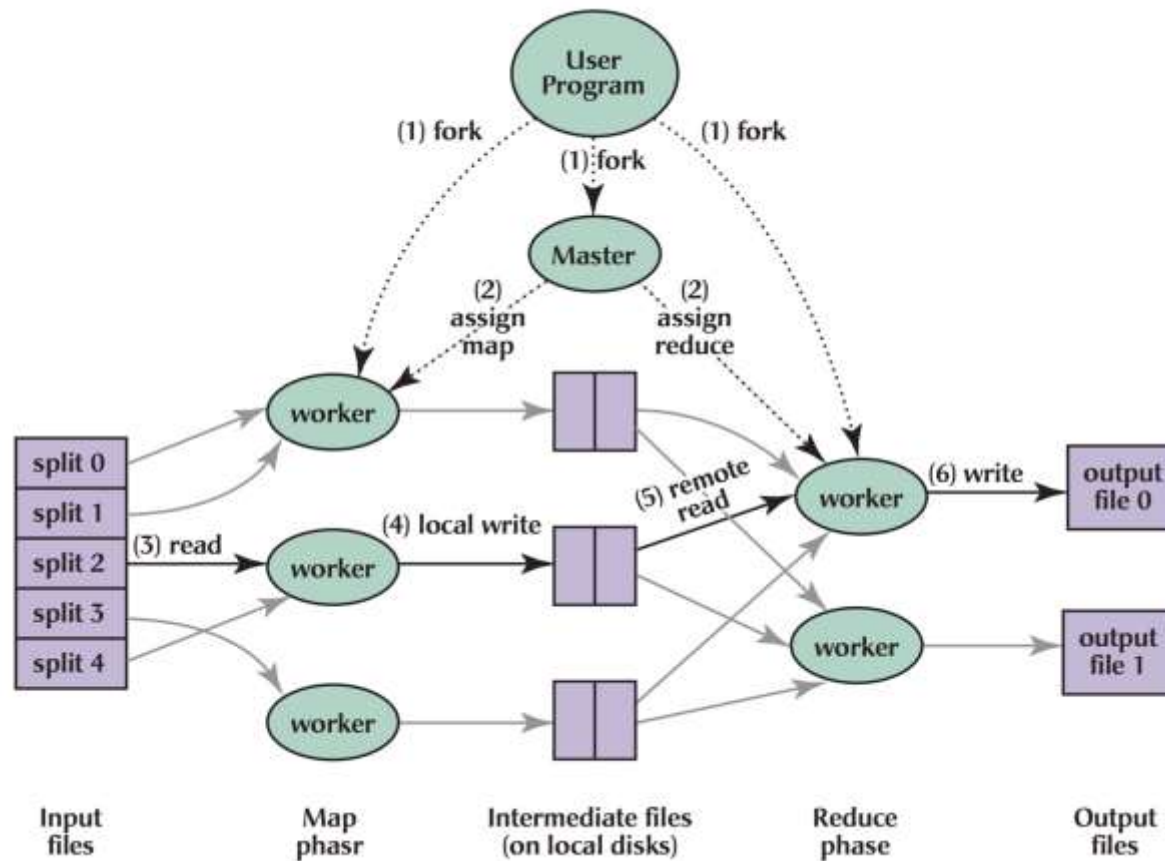 User
Program
(1) fork
(1) fork
(1) fork
Master
(2)
assign
map
(2)
assign
reduce
worker
split 0
split 1
split 2
split 3
split 4
(3) read
worker
(4) local write
worker
(5) remote
read
worker
(6) write
output
file 0
worker
output
file 1
Input
files
Map
phasr
Intermediate files
(on local disks)
Reduce
phase
Output
files